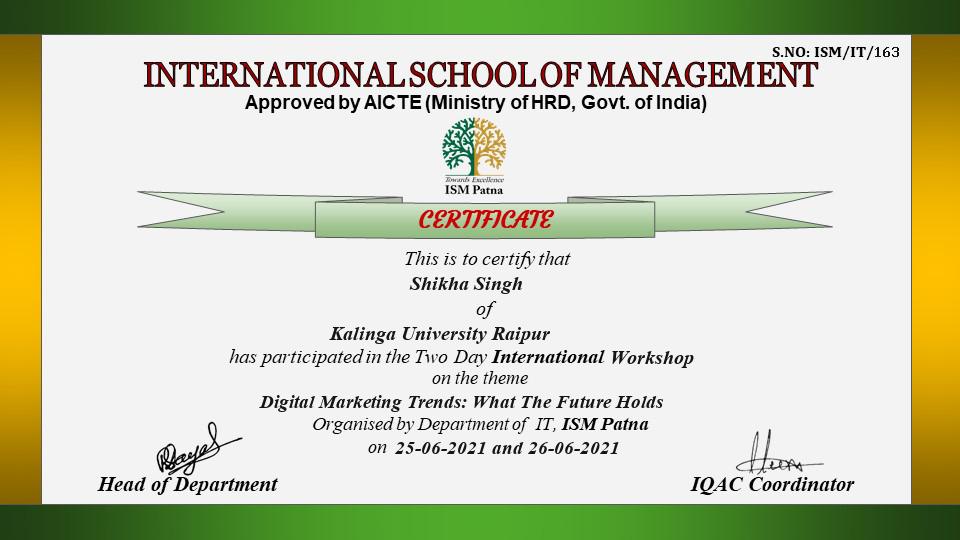 S.NO: ISM/IT/163
INTERNATIONAL SCHOOL OF MANAGEMENT
Approved by AICTE (Ministry of HRD, Govt. of India)
Towards Excellence
ISM Patna
CERTIFICATE
This is to certify that
Shikha Singh
of
Kalinga University Raipur
has participated in the Two Day International Workshop
on the theme
Digital Marketing Trends: What The Future Holds
Organised by Department of IT, ISM Patna
on 25-06-2021 and 26-06-2021
Head of Department
IQAC Coordinator